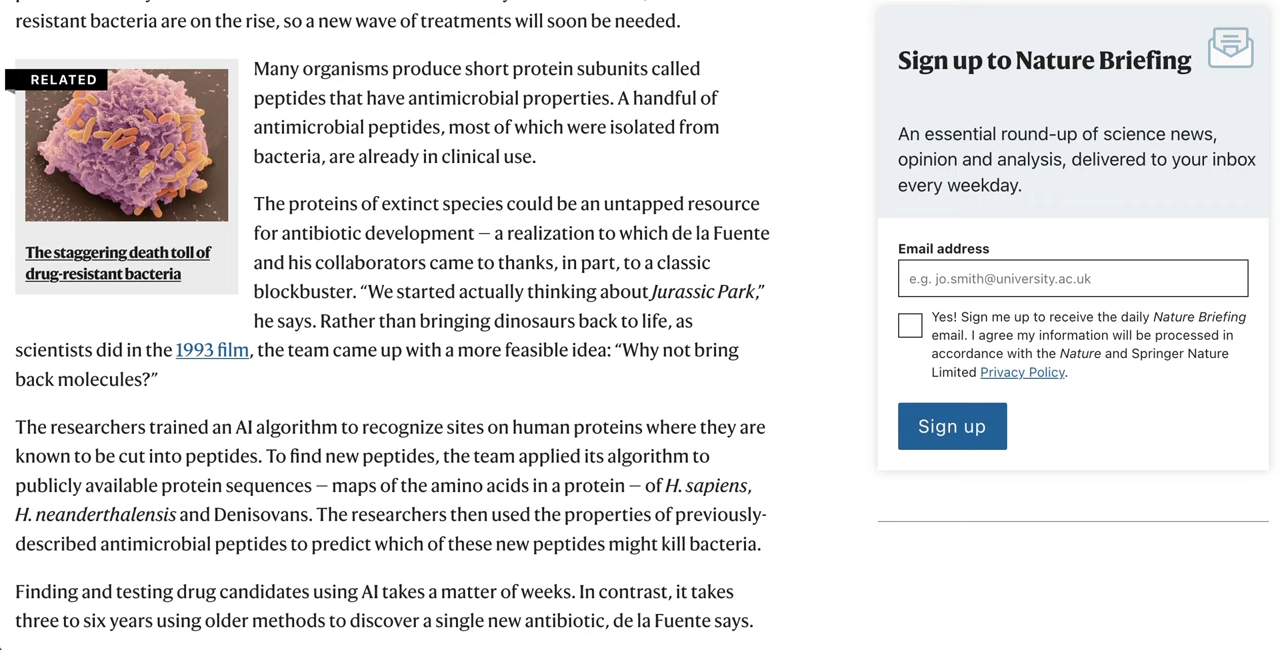 resistant bacteria are on the rise, so a new wave of treatments will soon be needed.
RELATED
The staggering death toll of
drug-resistant bacteria
Many organisms produce short protein subunits called
peptides that have antimicrobial properties. A handful of
antimicrobial peptides, most of which were isolated from
bacteria, are already in clinical use.
The proteins of extinct species could be an untapped resource
for antibiotic development — a realization to which de la Fuente
and his collaborators came to thanks, in part, to a classic
blockbuster. “We started actually thinking about Jurassic Park,”
he says. Rather than bringing dinosaurs back to life, as
scientists did in the 1993 film, the team came up with a more feasible idea: “Why not bring
back molecules?”
The researchers trained an AI algorithm to recognize sites on human proteins where they are
known to be cut into peptides. To find new peptides, the team applied its algorithm to
publicly available protein sequences — maps of the amino acids in a protein — of H. sapiens,
H. neanderthalensis and Denisovans. The researchers then used the properties of previously-
described antimicrobial peptides to predict which of these new peptides might kill bacteria.
Finding and testing drug candidates using AI takes a matter of weeks. In contrast, it takes
three to six years using older methods to discover a single new antibiotic, de la Fuente says.
Sign up to Nature Briefing
An essential round-up of science news,
opinion and analysis, delivered to your inbox
every weekday.
Email address
e.g. jo.smith@university.ac.uk
Yes! Sign me up to receive the daily Nature Briefing
email. I agree my information will be processed in
accordance with the Nature and Springer Nature
Limited Privacy Policy.
Sign up